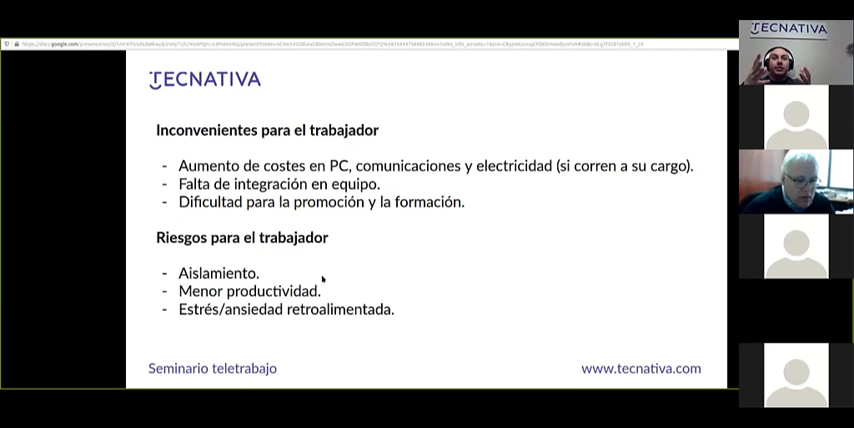 TECNATIVA
Inconvenientes para el trabajador
- Aumento de costes en PC, comunicaciones y electricidad (si corren a su cargo).
- Falta de integración en equipo.
- Dificultad para la promoción y la formación.
Riesgos para el trabajador
- Aislamiento.
- Menor productividad.
- Estrés/ansiedad retroalimentada.
Seminario teletrabajo
www.tecnativa.com
TECNATIVA